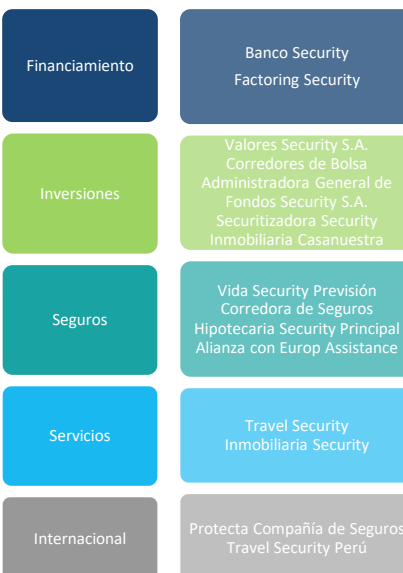 Financiamiento
Banco Security
Factoring Security
Inversiones
Valores Security S.A.
Corredores de Bolsa
Administradora General de
Fondos Security S.A.
Securitizadora Security
Inmobiliaria Casanuestra
Seguros
Vida Security Previsión
Corredora de Seguros
Hipotecaria Security Principal
Alianza con Europ Assistance
Servicios
Travel Security
Inmobiliaria Security
Internacional
Protecta Compañía de Seguros
Travel Security Perú